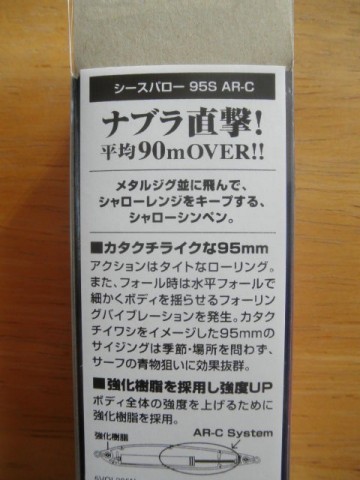 シースパロー 95S AR-C
ナブラ直撃!
平均90mOVER!!
メタルジグ並に飛んで、
シャローレンジをキープする、
シャローシンペン。
■カタクチライクな95mm
アクションはタイトなローリング。
また、フォール時は水平フォールで
細かくボディを揺らせるフォーリン
グバイブレーションを発生。カタク
チイワシをイメージした95mmの
サイジングは季節・場所を問わず、
サーフの青物狙いに効果抜群。
■強化樹脂を採用し強度UP
ボディ全体の強度を上げるために
強化樹脂を採用。
強化樹脂
AR-C System